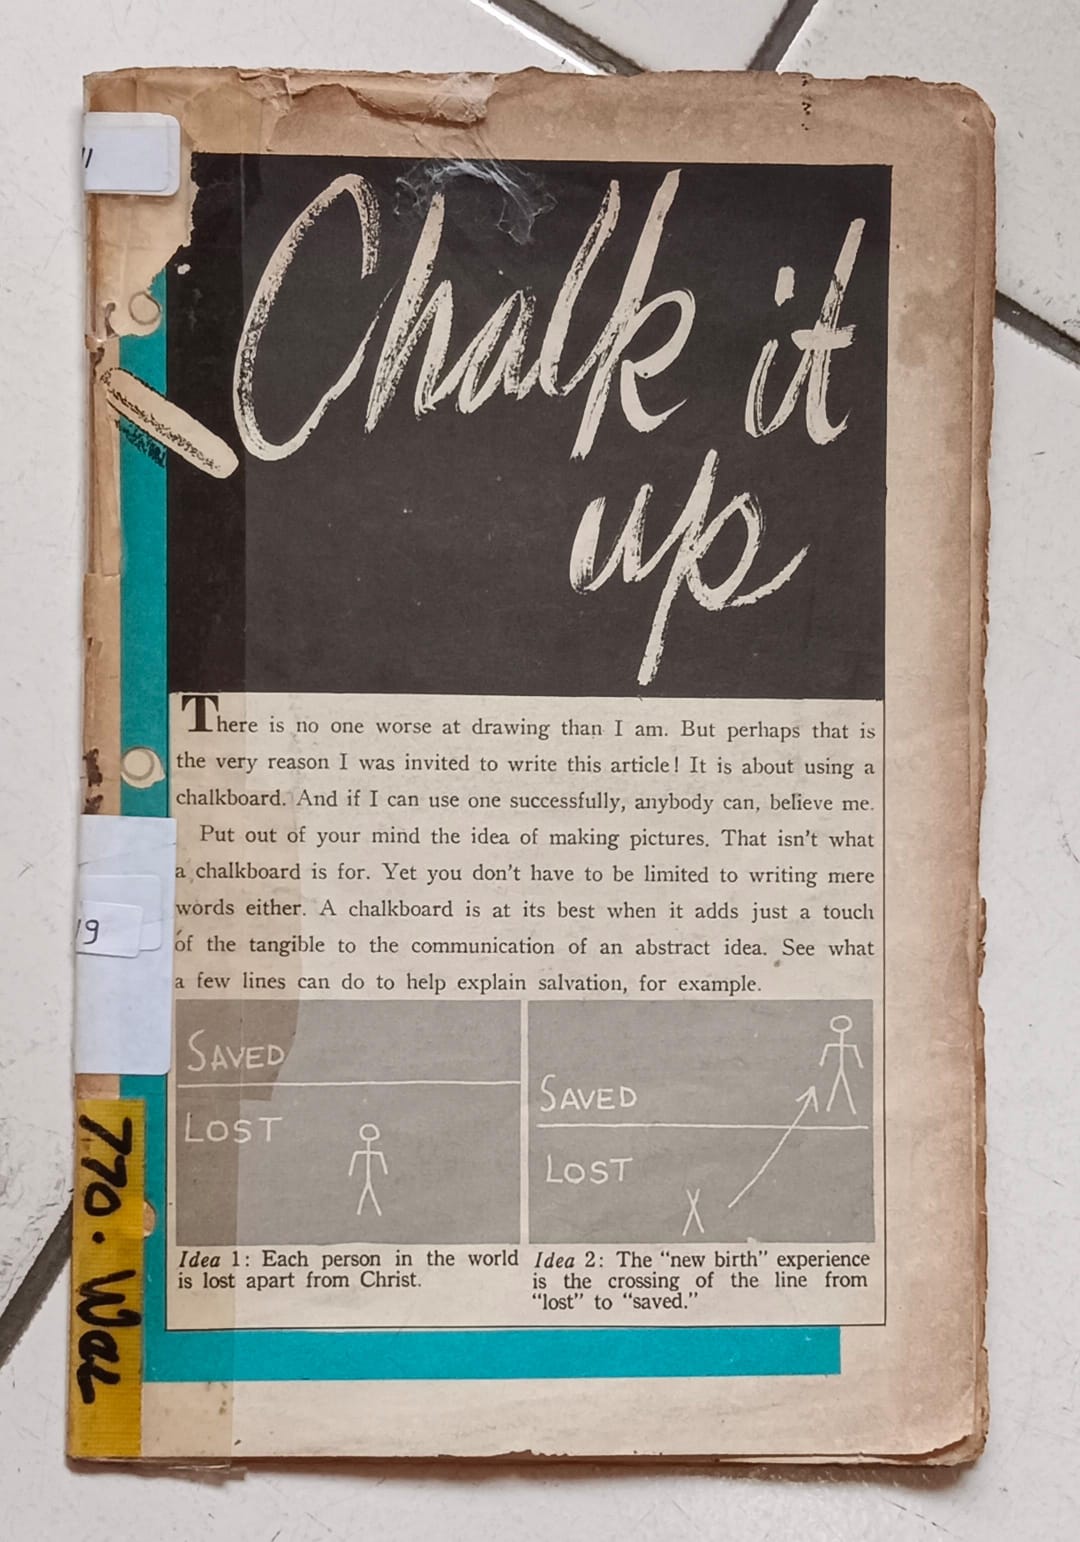 Chalk it
up
There is no one worse at drawing than I am. But perhaps that is
the very reason I was invited to write this article! It is about using a
chalkboard. And if I can use one successfully, anybody can, believe me.
Put out of your mind the idea of making pictures. That isn't what
a chalkboard is for. Yet you don't have to be limited to writing mere
words either. A chalkboard is at its best when it adds just a touch
of the tangible to the communication of an abstract idea. See what
a few lines can do to help explain salvation, for example.
SAVED
LOST
Idea 1: Each person in the world
is lost apart from Christ.
SAVED
LOST
Idea 2: The "new birth" experience
is the crossing of the line from
"lost" to "saved."
19
770. Wal